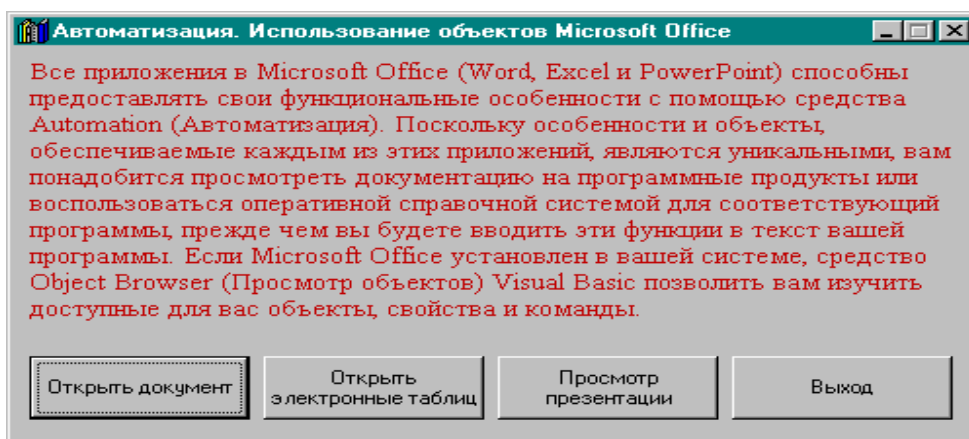 Автоматизация. Использование объектов Microsoft Office
Все приложения в Microsoft Office (Word, Excel и PowerPoint) способны
предоставлять свои функциональные особенности с помощью средства
Automation (Автоматизация). Поскольку особенности и объекты,
обеспечиваемые каждым из этих приложений, являются уникальными, вам
понадобится просмотреть документацию на программные продукты или
воспользоваться оперативной справочной системой для соответствующий
программы, прежде чем вы будете вводить эти функции в текст вашей
программы. Если Microsoft Office установлен в вашей системе, средство
Object Browser (Просмотр объектов) Visual Basic позволить вам изучить
доступные для вас объекты, свойства и команды.
Открыть документ
Открыть
электронные таблиц
Просмотр
презентации
Выход